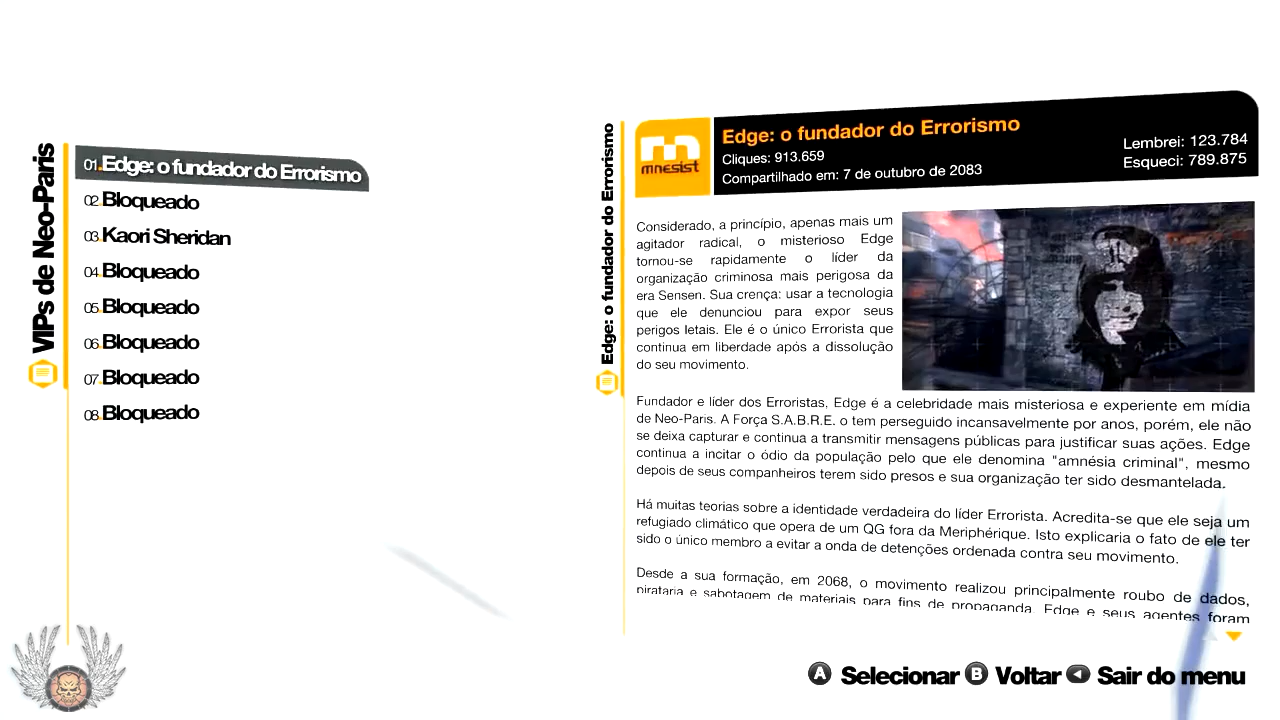 VIPs de Neo-Paris
01.Edge: o fundador do Errorismo
02.Bloqueado
03.Kaori Sheridan
04.Bloqueado
05.Bloqueado
06.Bloqueado
07.Bloqueado
08.Bloqueado
Edge: o fundador do Errorismo
mnesist
Edge: o fundador do Errorismo
Cliques: 913.659
Compartilhado em: 7 de outubro de 2083
Lembrei: 123.784
Esqueci: 789.875
Considerado, a princípio, apenas mais um
agitador radical, o misterioso Edge
tornou-se rapidamente o líder da
organização criminosa mais perigosa da
era Sensen. Sua crença: usar a tecnologia
que ele denunciou para expor seus
perigos letais. Ele é o único Errorista que
continua em liberdade após a dissolução
do seu movimento.
Fundador e líder dos Erroristas, Edge é a celebridade mais misteriosa e experiente em mídia
de Neo-Paris. A Força S.A.B.R.E. o tem perseguido incansavelmente por anos, porém, ele não
se deixa capturar e continua a transmitir mensagens públicas para justificar suas ações. Edge
continua a incitar o ódio da população pelo que ele denomina "amnésia criminal", mesmo
depois de seus companheiros terem sido presos e sua organização ter sido desmantelada.
Há muitas teorias sobre a identidade verdadeira do líder Errorista. Acredita-se que ele seja um
refugiado climático que opera de um QG fora da Meriphérique. Isto explicaria o fato de ele ter
sido o único membro a evitar a onda de detenções ordenada contra seu movimento.
Desde a sua formação, em 2068, o movimento realizou principalmente roubo de dados,
pirataria e sabotagem de materiais para fins de propaganda. Edge e seus agentes foram
A Selecionar B Voltar Sair do menu